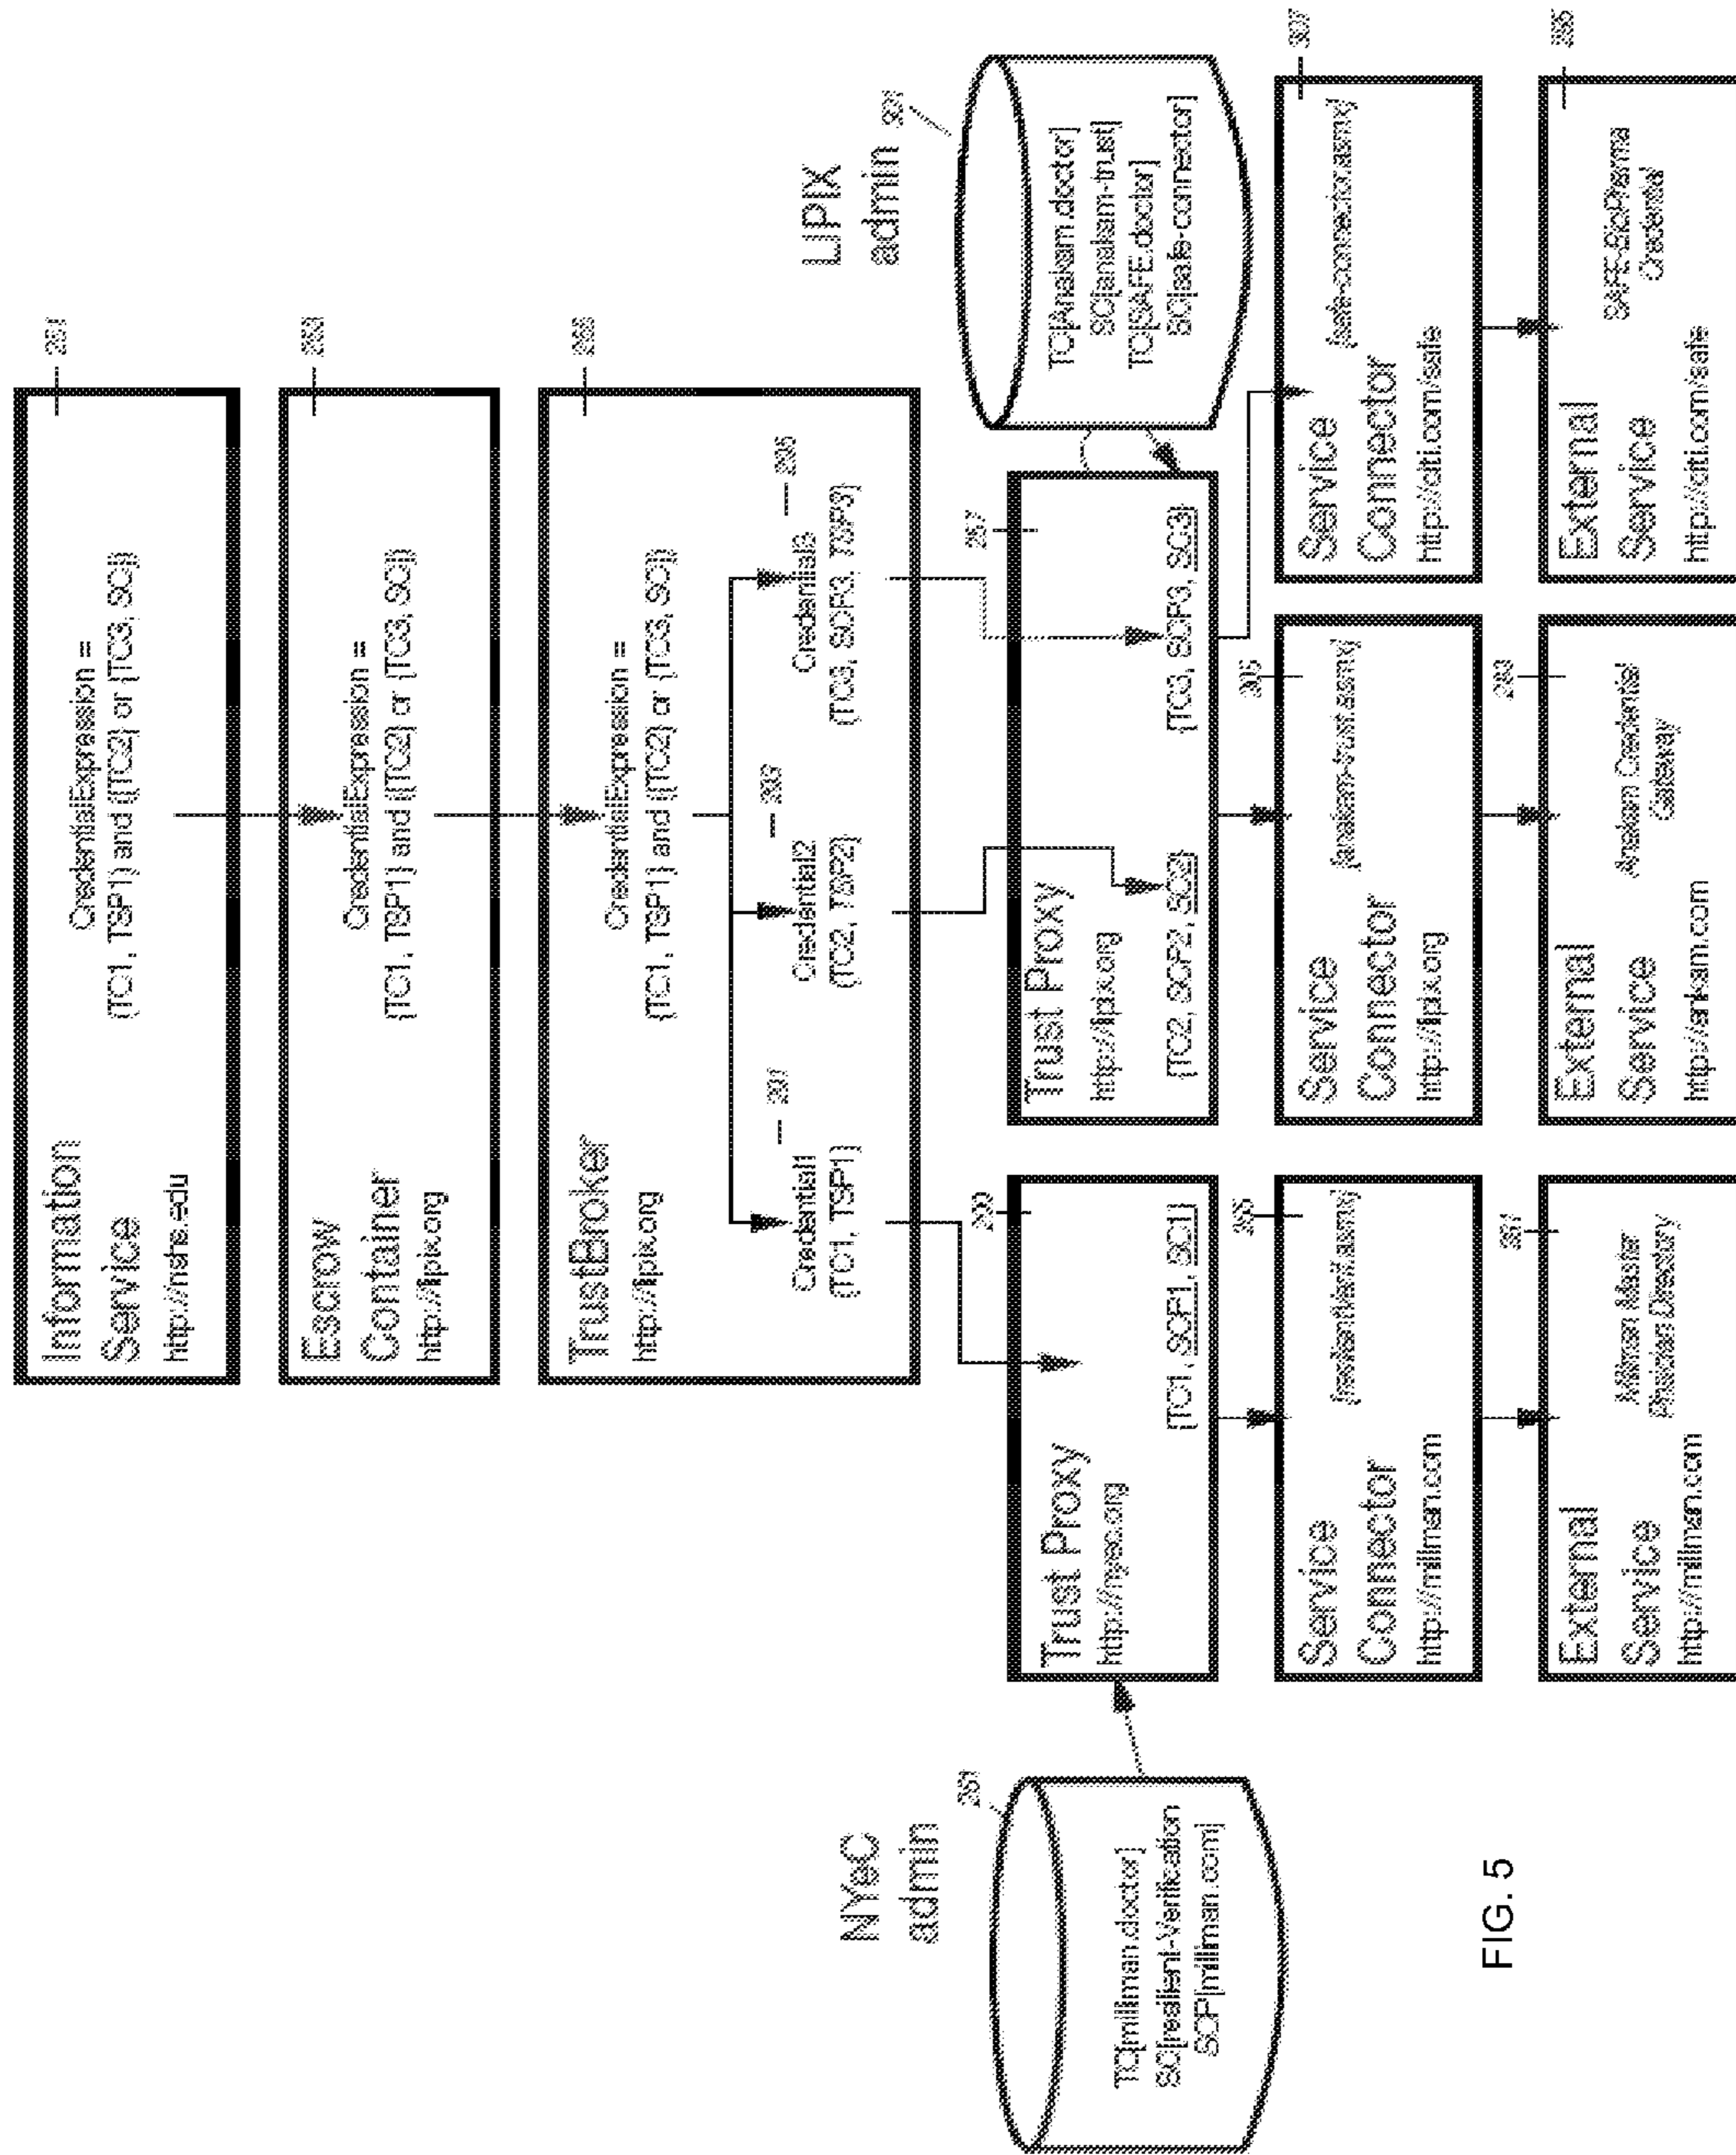 Information
Service
http://nshe.edu
CredentialExpression =
(TC1, TSP1) and ((TC2) or (TC3, SC))
Escrow
Container
http://lipix.org
CredentialExpression =
(TC1, TSP1) and ((TC2) or (TC3, SC))
TrustBroker
http://lipix.org
CredentialExpression =
(TC1, TSP1) and ((TC2) or (TC3, SC))
Credential1
(TC1, TSP1)
Credential2
(TC2, TSP2)
Credential3
(TC3, SCP3, TSP3)
NYeC
admin
TC[milliman.doctor]
SC[resilient-Verification
SCP[milliman.com]
Trust Proxy
http://nyec.org
(TC1, SCP1, SC1)
Trust Proxy
http://lipix.org
(TC2, SCP2, SC2)
(TC3, SCP3, SC3)
LIPIX
admin
TC[Anakam.doctor]
SC[anakam-trust]
TC[SAFE.doctor]
SC[safe-connector]
Service
Connector
http://milliman.com
Service
Connector
http://lipix.org
[anakam-trust.asmx]
Service
Connector
http://citi.com/safe
[safe-connector.asmx]
External
Service
http://milliman.com
Milliman Master
Physician Directory
External
Service
http://ankam.com
Anakam Credential
Gateway
External
Service
http://citi.com/safe
SAFE-BioPharma
Credential
FIG. 5